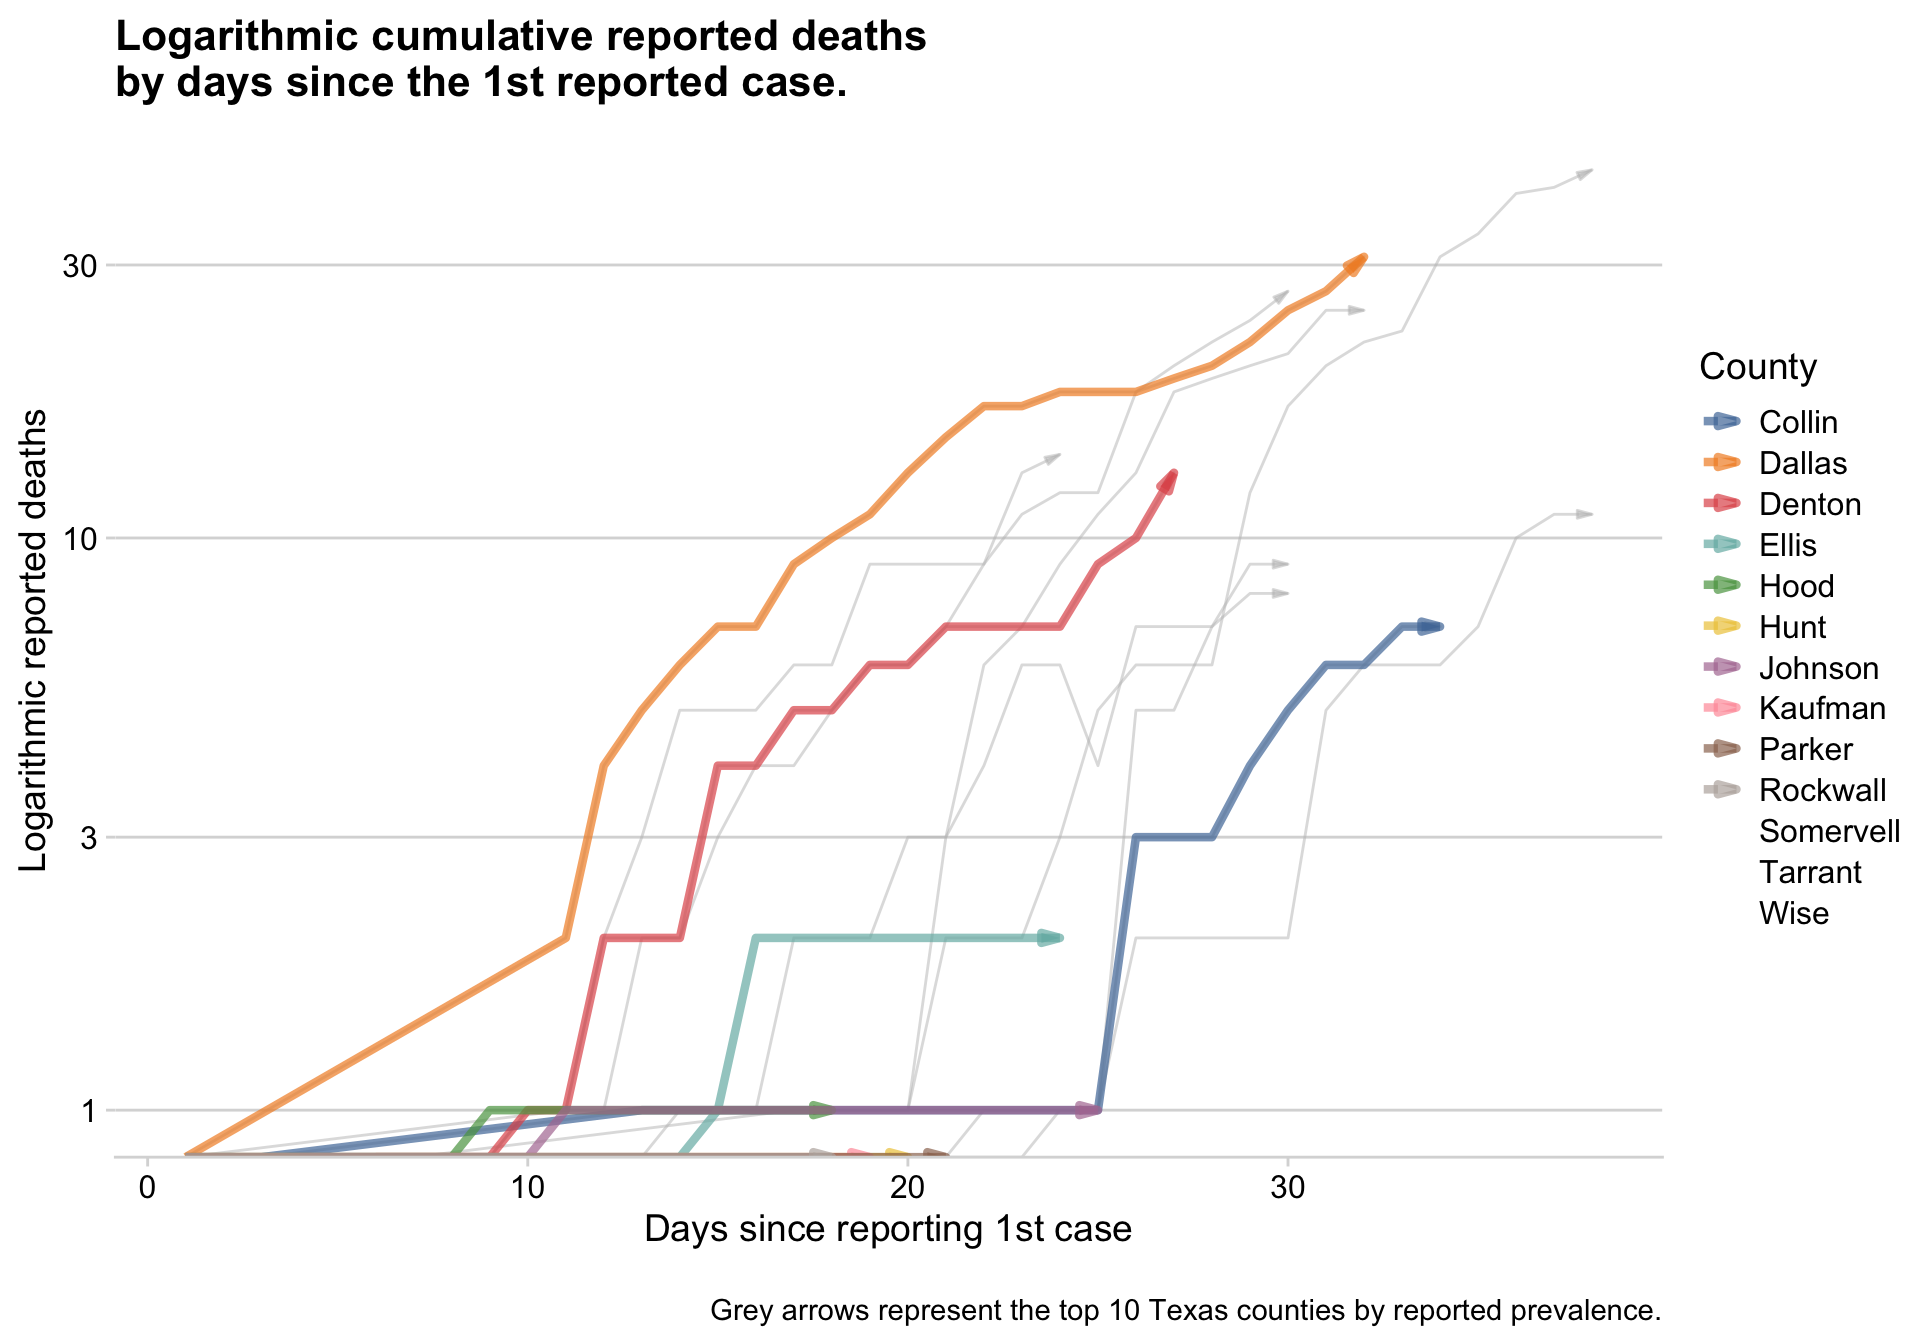 Logarithmic cumulative reported deaths
by days since the 1st reported case.
Logarithmic reported deaths
30
10
3
1
0
10
20
30
Days since reporting 1st case
County
Collin
Dallas
Denton
Ellis
Hood
Hunt
Johnson
Kaufman
Parker
Rockwall
Somervell
Tarrant
Wise
Grey arrows represent the top 10 Texas counties by reported prevalence.